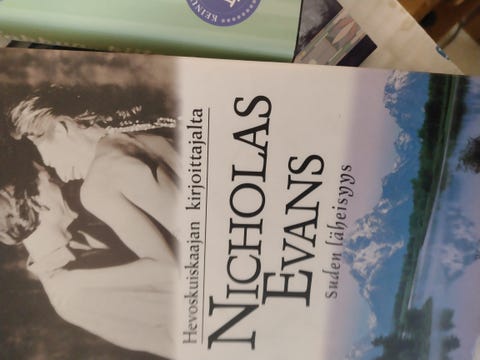 Hevoskuiskaajan kirjoittajalta
NICHOLAS
EVANS
Suden läheisyys